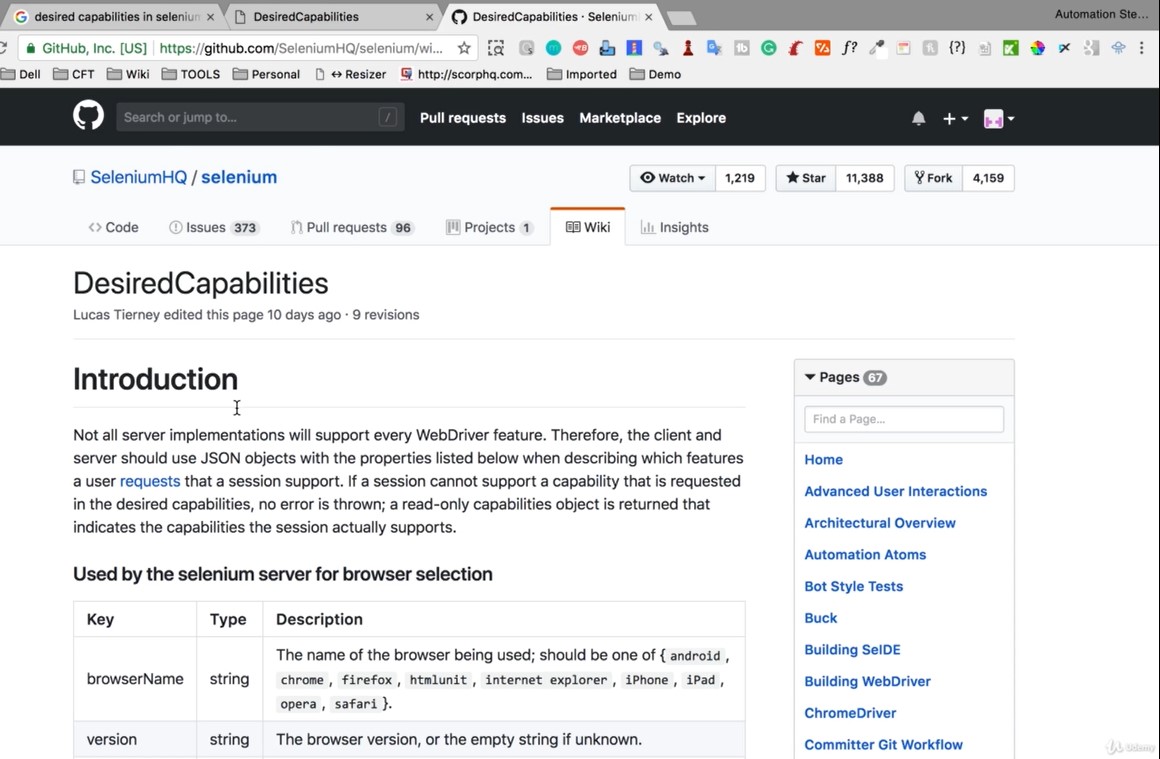 desired capabilities in selenium
DesiredCapabilities
DesiredCapabilities · Selenium
Automation Ste...
GitHub, Inc. [US]
https://github.com/SeleniumHQ/selenium/wi...
Dell
CFT
Wiki
TOOLS
Personal
Resizer
http://scorphq.com...
Imported
Demo
Search or jump to...
/
Pull requests
Issues
Marketplace
Explore
SeleniumHQ / selenium
Watch
1,219
Star
11,388
Fork
4,159
Code
Issues 373
Pull requests 96
Projects 1
Wiki
Insights
DesiredCapabilities
Lucas Tierney edited this page 10 days ago · 9 revisions
Introduction
Not all server implementations will support every WebDriver feature. Therefore, the client and
server should use JSON objects with the properties listed below when describing which features
a user requests that a session support. If a session cannot support a capability that is requested
in the desired capabilities, no error is thrown; a read-only capabilities object is returned that
indicates the capabilities the session actually supports.
Used by the selenium server for browser selection
Key Type Description
browserName string The name of the browser being used; should be one of { android ,
chrome , firefox , htmlunit , internet explorer , iPhone , iPad ,
opera , safari }.
version string The browser version, or the empty string if unknown.
Pages 67
Find a Page...
Home
Advanced User Interactions
Architectural Overview
Automation Atoms
Bot Style Tests
Buck
Building SeIDE
Building WebDriver
ChromeDriver
Committer Git Workflow
Udemy